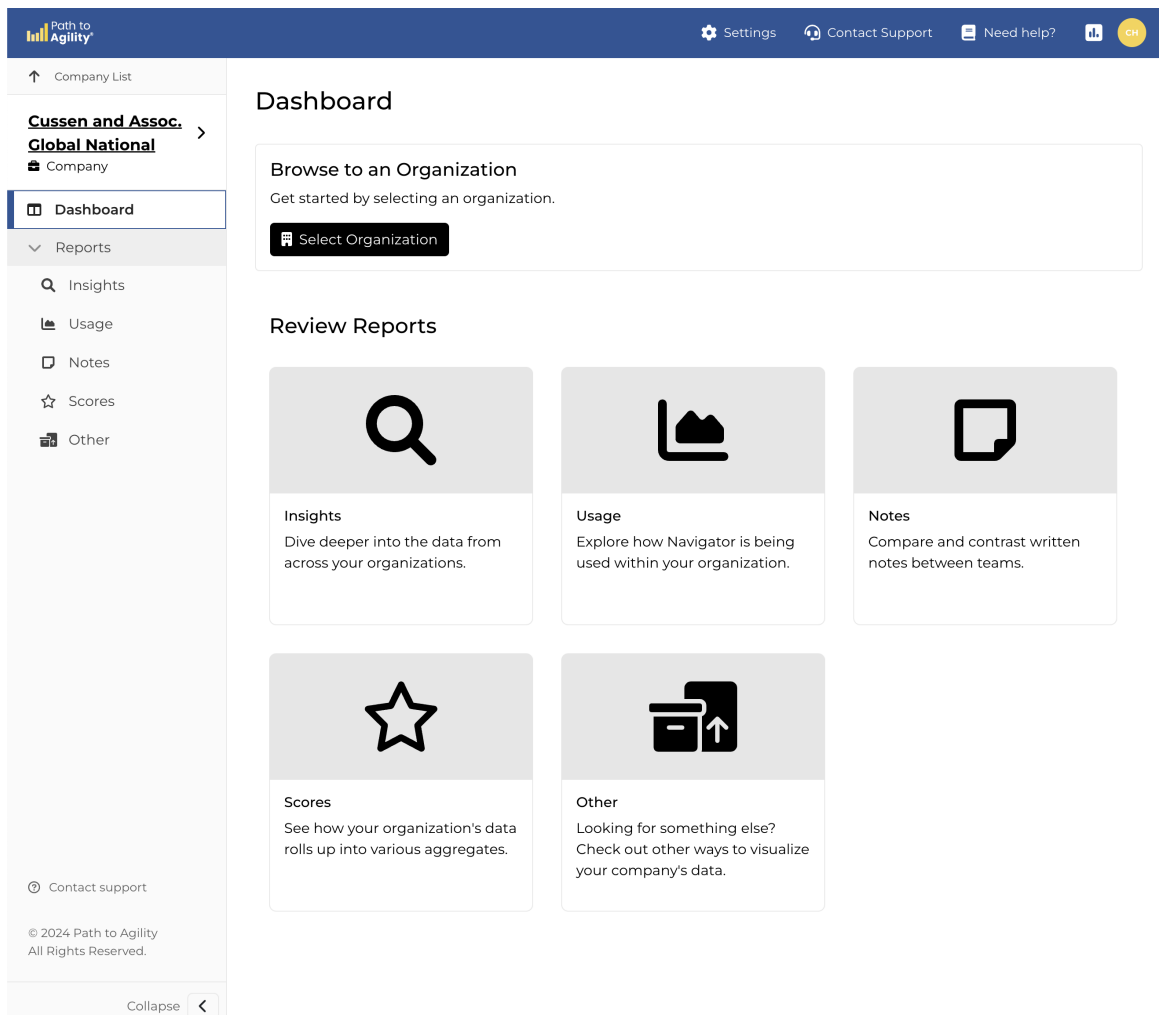 Path to
Agility®
Settings
Contact Support
Need help?
CH
Company List
Cussen and Assoc.
Global National
Company
Dashboard
Reports
Insights
Usage
Notes
Scores
Other
Contact support
© 2024 Path to Agility
All Rights Reserved.
Collapse
Dashboard
Browse to an Organization
Get started by selecting an organization.
Select Organization
Review Reports
Insights
Dive deeper into the data from
across your organizations.
Usage
Explore how Navigator is being
used within your organization.
Notes
Compare and contrast written
notes between teams.
Scores
See how your organization's data
rolls up into various aggregates.
Other
Looking for something else?
Check out other ways to visualize
your company's data.